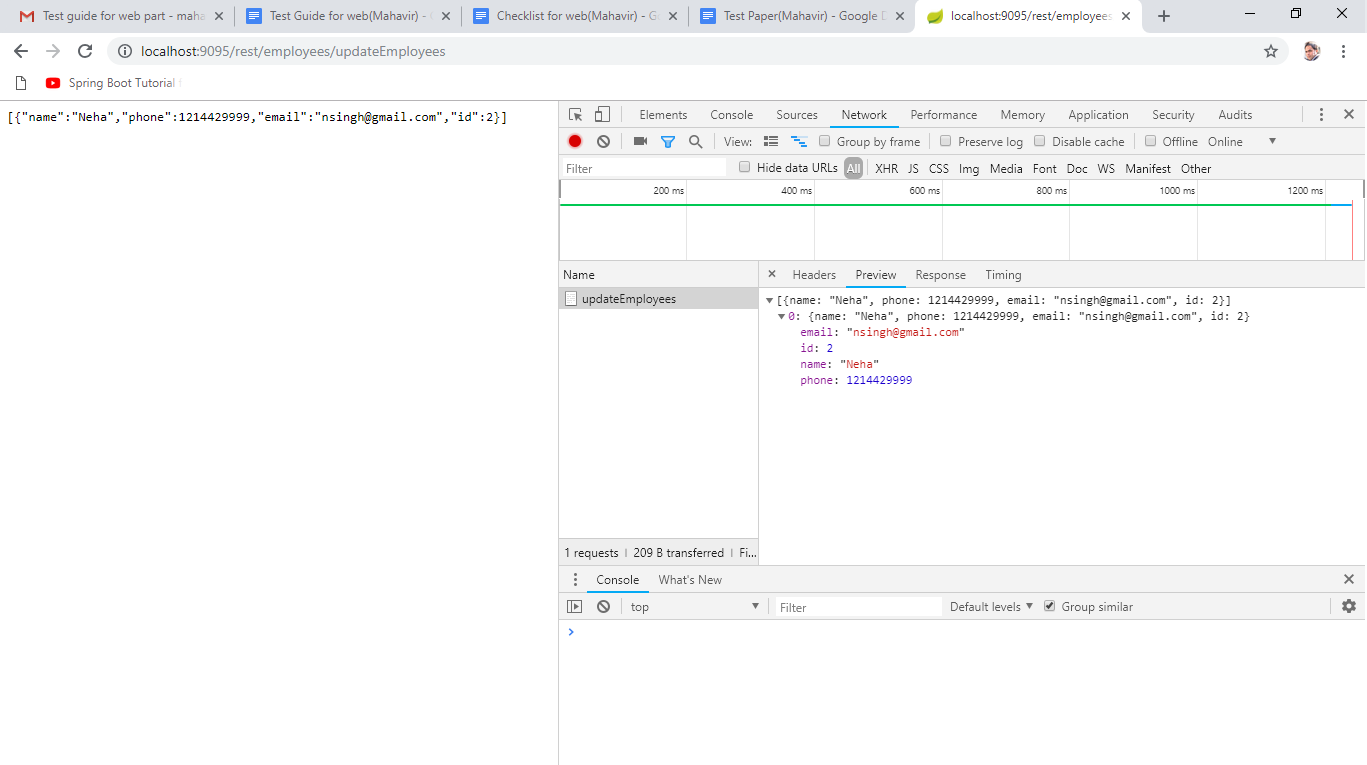 Test guide for web part - maha
Test Guide for web(Mahavir) -
Checklist for web(Mahavir) - G
Test Paper(Mahavir) - Google D
localhost:9095/rest/employees
localhost:9095/rest/employees/updateEmployees
Spring Boot Tutorial
[{"name":"Neha","phone":1214429999,"email":"nsingh@gmail.com","id":2}]
Elements Console Sources Network Performance Memory Application Security Audits
View: Group by frame Preserve log Disable cache Offline Online
Filter Hide data URLs All XHR JS CSS Img Media Font Doc WS Manifest Other
200 ms 400 ms 600 ms 800 ms 1000 ms 1200 ms
Name
Headers Preview Response Timing
updateEmployees
[{name: "Neha", phone: 1214429999, email: "nsingh@gmail.com", id: 2}]
0: {name: "Neha", phone: 1214429999, email: "nsingh@gmail.com", id: 2}
email: "nsingh@gmail.com"
id: 2
name: "Neha"
phone: 1214429999
1 requests | 209 B transferred | Fi...
Console What's New
top Filter Default levels Group similar